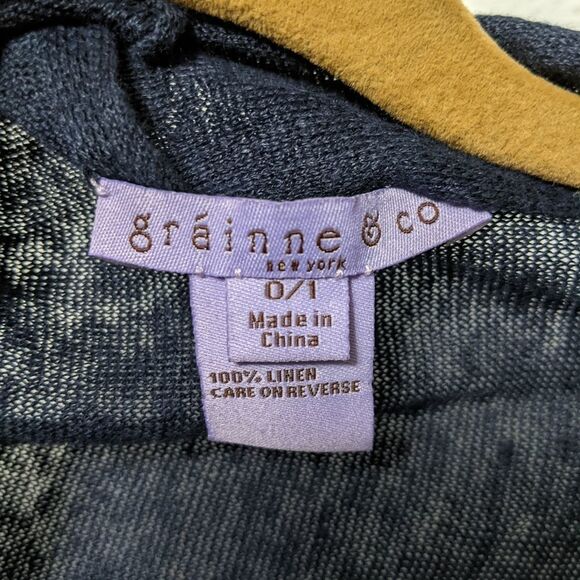 gráinne & co
new york
0/1
Made in
China
100% LINEN
CARE ON REVERSE